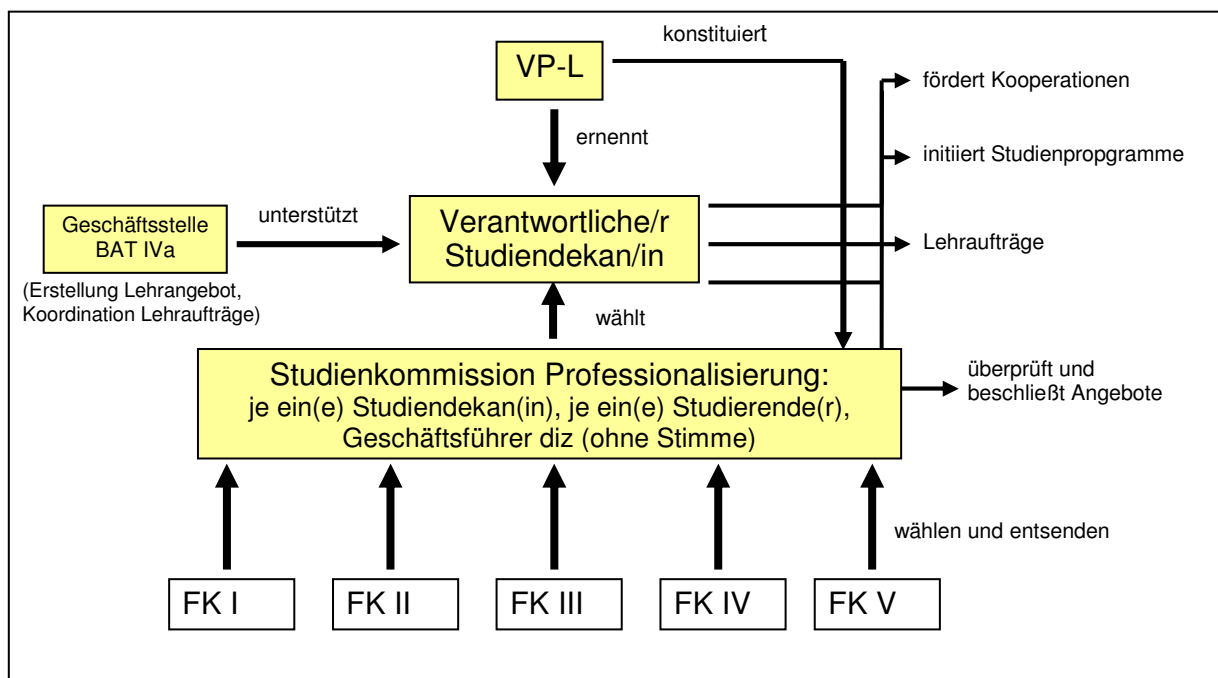 konstituiert
VP-L
fördert Kooperationen
ernennt
initiiert Studienpropgramme
unterstützt
Geschäftsstelle
BAT IVa
Verantwortliche/r
Studiendekan/in
Lehraufträge
(Erstellung Lehrangebot,
Koordination Lehraufträge)
wählt
Studienkommission Professionalisierung:
je ein(e) Studiendekan(in), je ein(e) Studierende(r),
Geschäftsführer diz (ohne Stimme)
überprüft und
beschließt Angebote
wählen und entsenden
FK I
FK II
FK III
FK IV
FK V